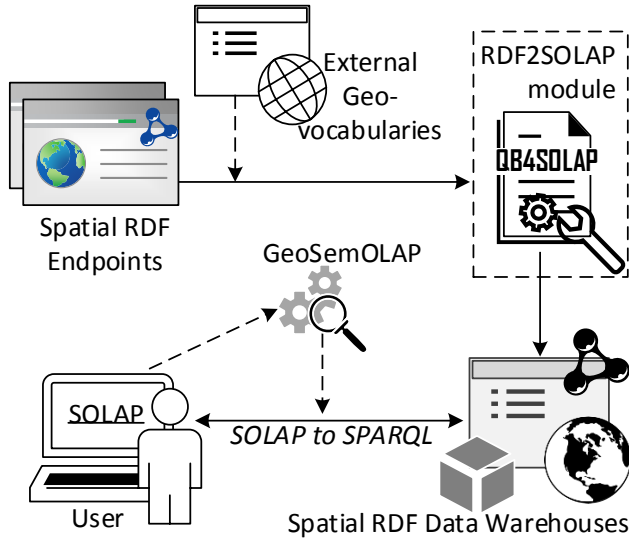 External
Geo-
vocabularies
RDF2SOLAP
module
QB4SOLAP
Spatial RDF
Endpoints
GeoSemOLAP
SOLAP
SOLAP to SPARQL
User
Spatial RDF Data Warehouses